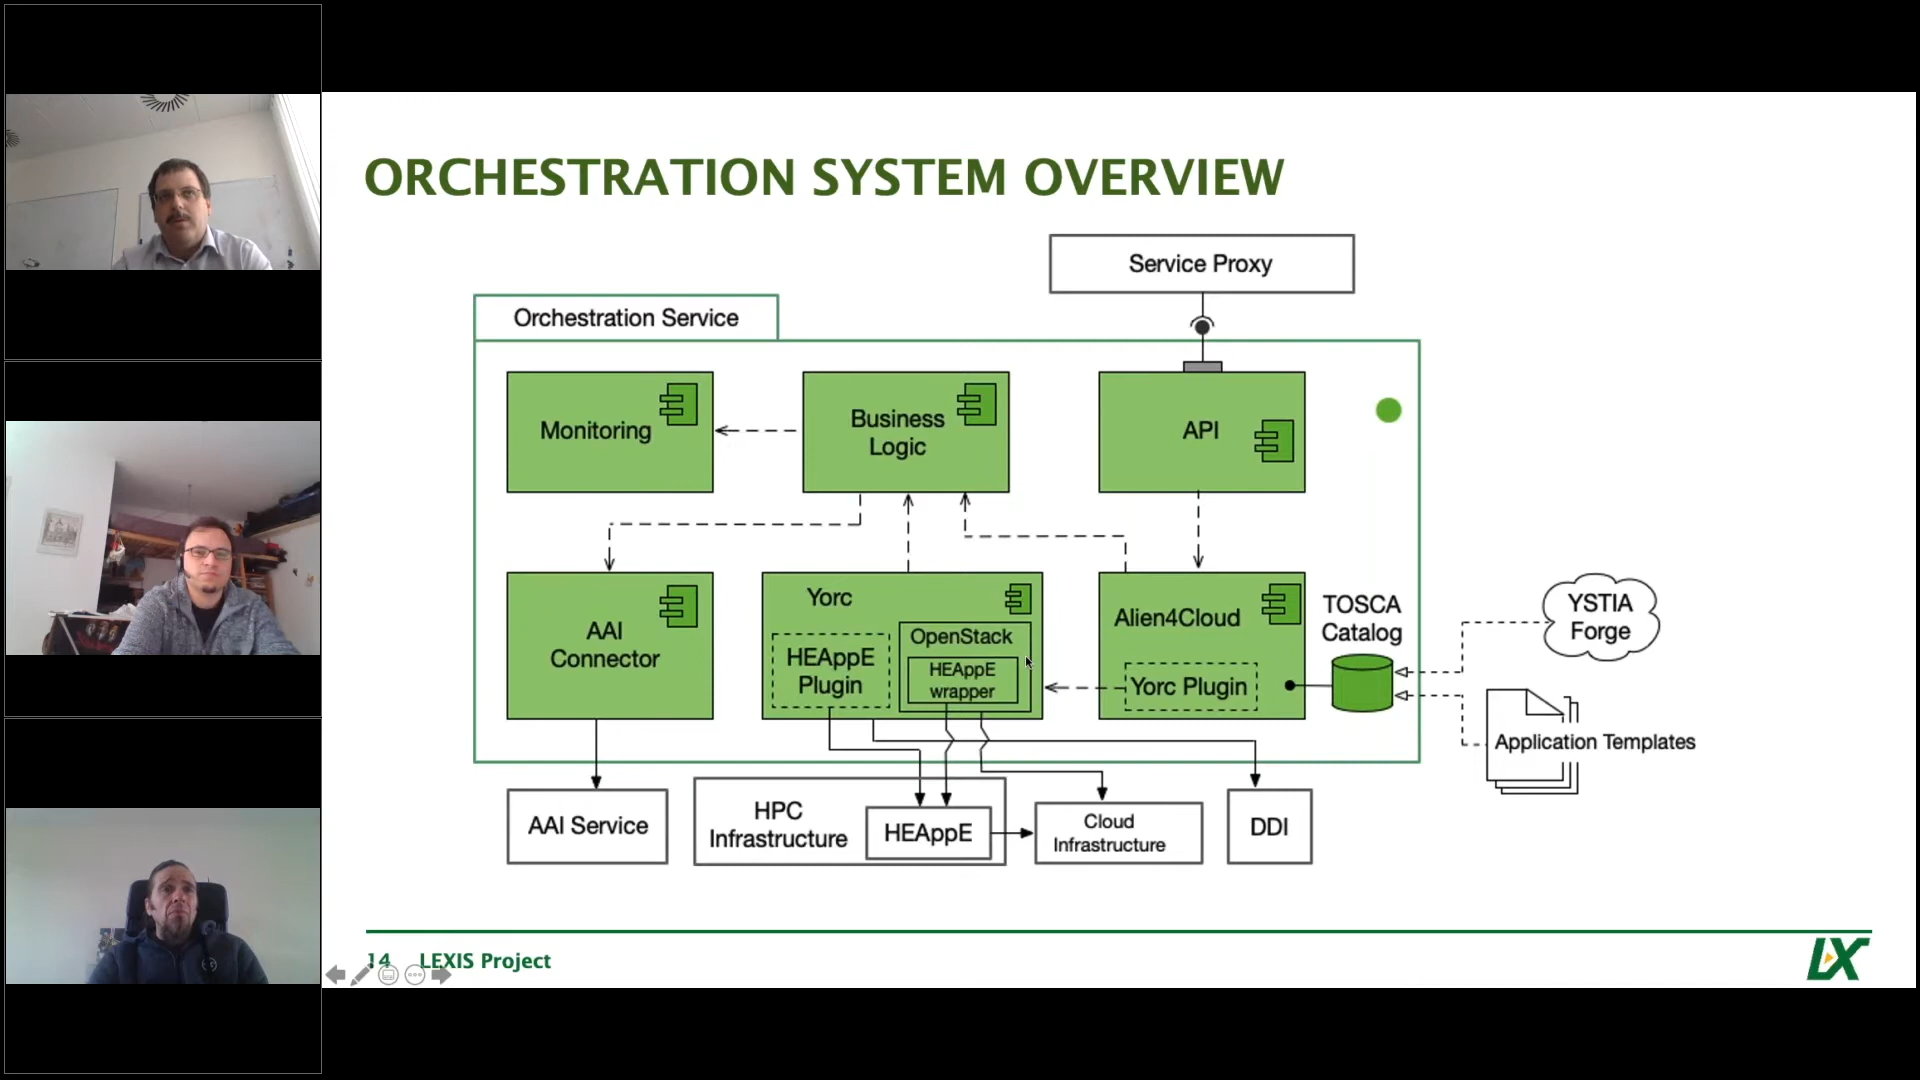 ORCHESTRATION SYSTEM OVERVIEW
Service Proxy
Orchestration Service
Monitoring
Business
Logic
API
AAI
Connector
Yorc
HEAppE
Plugin
OpenStack
HEAppE
wrapper
Alien4Cloud
Yorc Plugin
TOSCA
Catalog
YSTIA
Forge
Application Templates
AAI Service
HPC
Infrastructure
HEAppE
Cloud
Infrastructure
DDI
14 LEXIS Project
LX